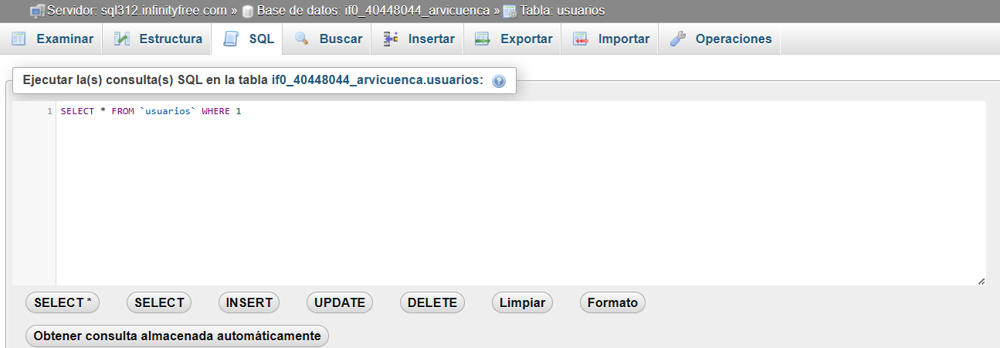 Servidor: sql312.infinityfree.com » Base de datos: if0_40448044_arvicuenca » Tabla: usuarios
Examinar Estructura SQL Buscar Insertar Exportar Importar Operaciones
Ejecutar la(s) consulta(s) SQL en la tabla if0_40448044_arvicuenca.usuarios:
1 SELECT * FROM `usuarios` WHERE 1
SELECT * SELECT INSERT UPDATE DELETE Limpiar Formato
Obtener consulta almacenada automáticamente